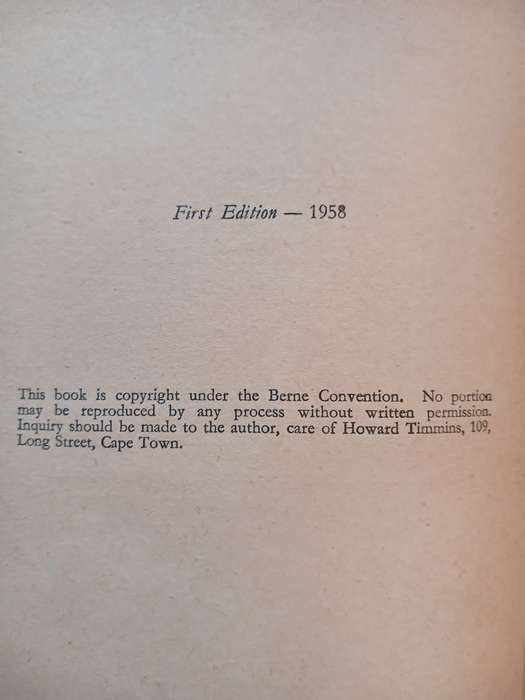 First Edition — 1958
This book is copyright under the Berne Convention. No portion
may be reproduced by any process without written permission.
Inquiry should be made to the author, care of Howard Timmins, 109,
Long Street, Cape Town.